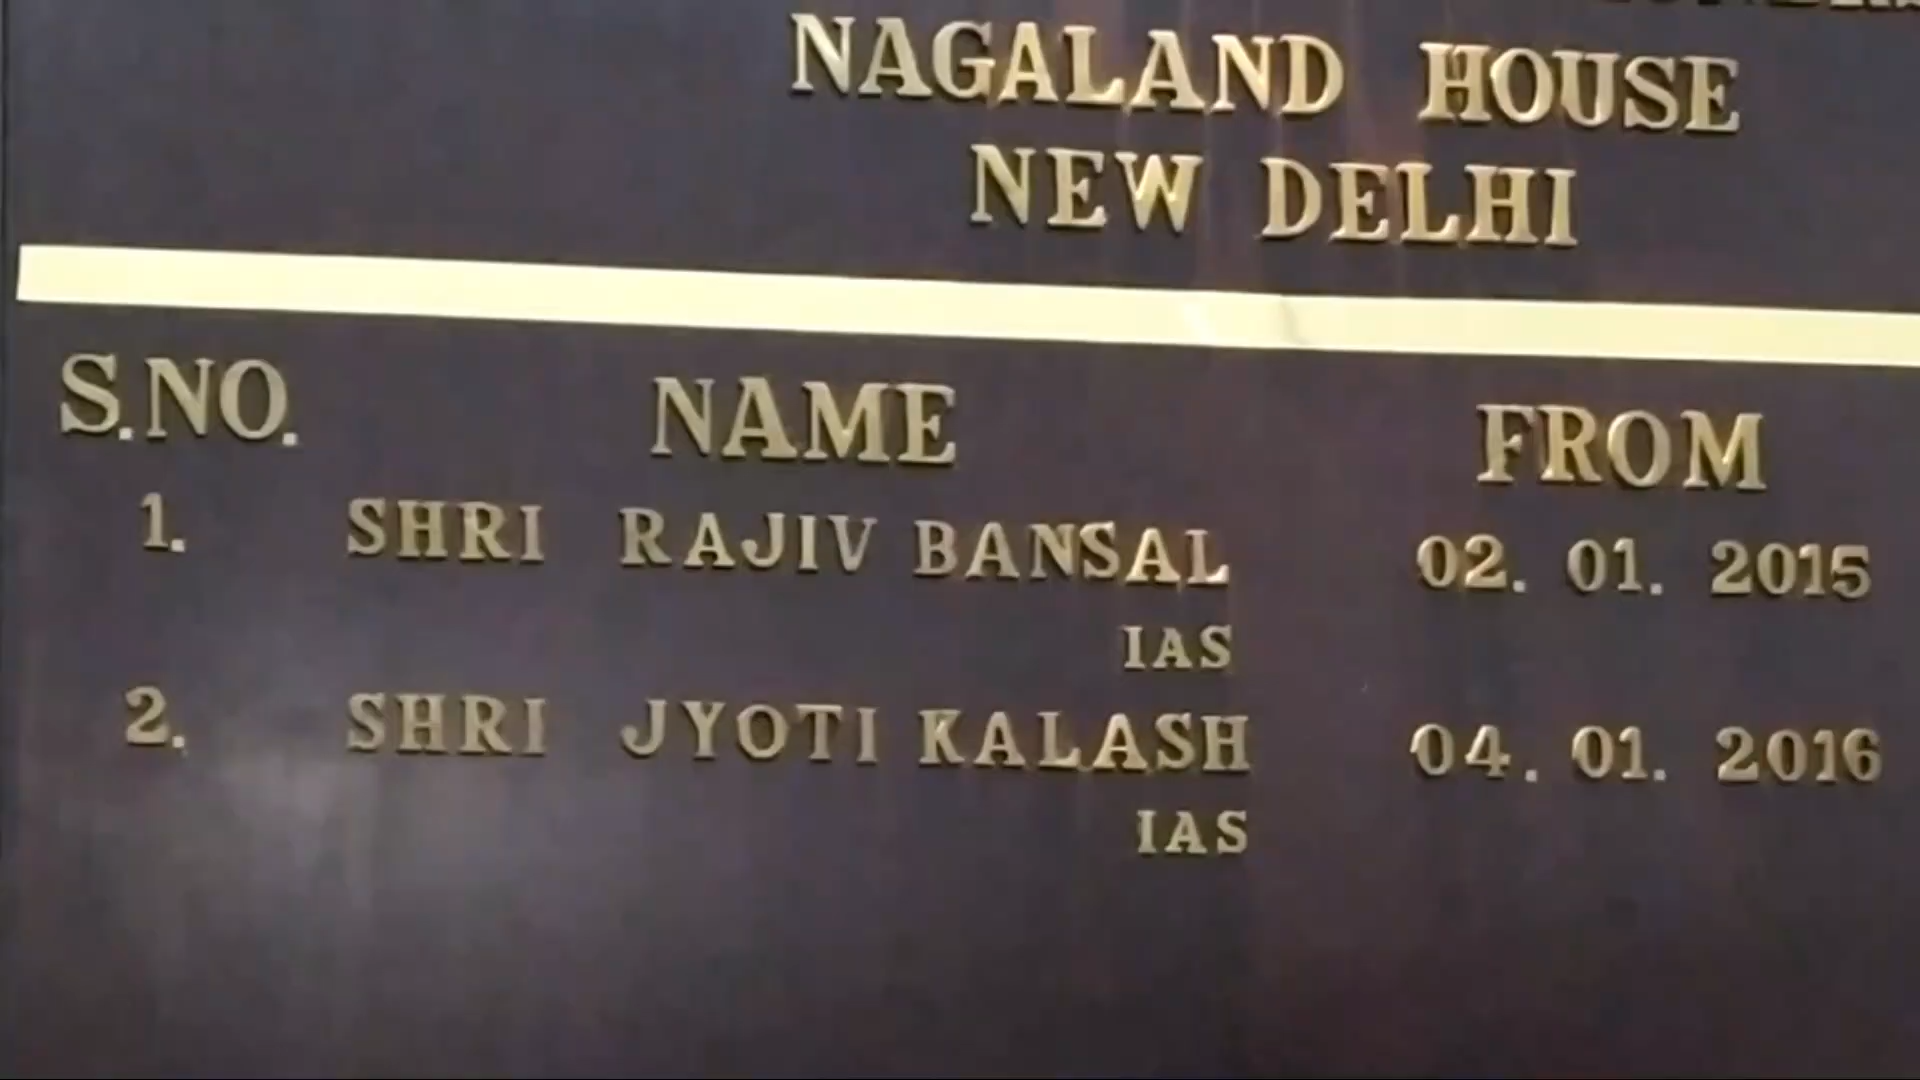 NAGALAND HOUSE
NEW DELHI
S.NO. NAME FROM
1. SHRI RAJIV BANSAL 02. 01. 2015
IAS
2. SHRI JYOTI KALASH 04. 01. 2016
IAS